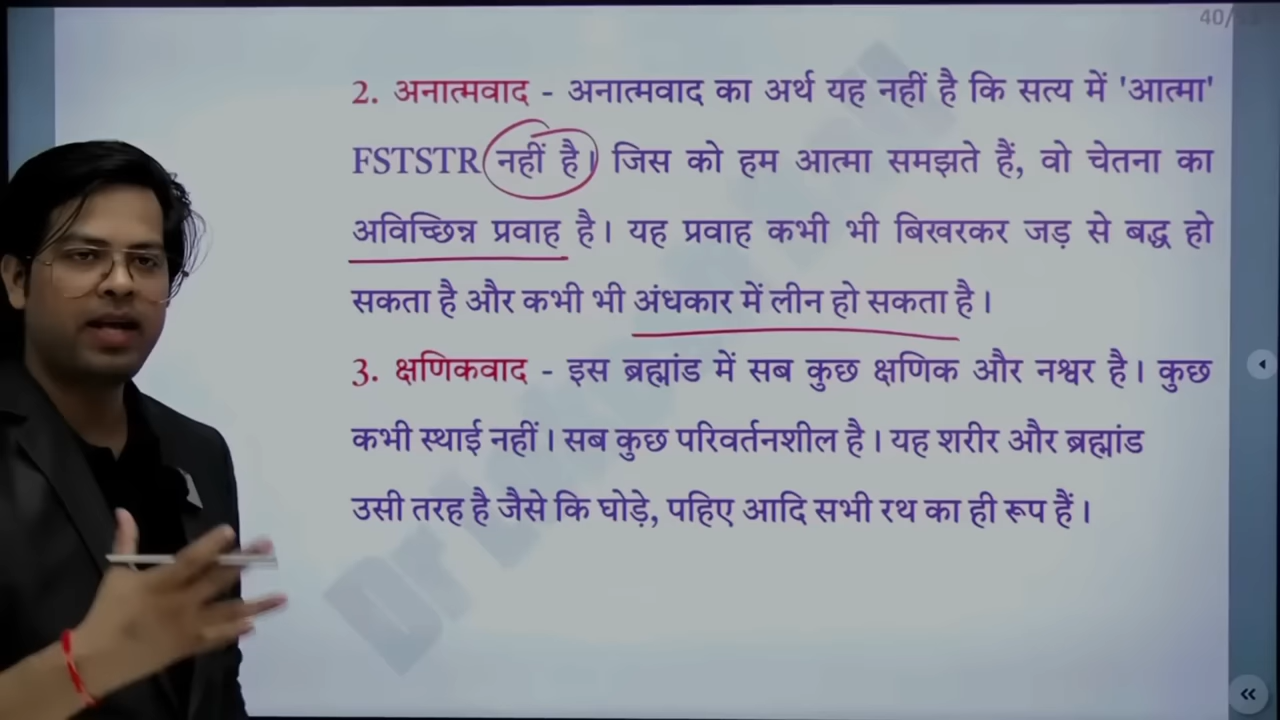 40/
2. अनात्मवाद - अनात्मवाद का अर्थ यह नहीं है कि सत्य में 'आत्मा'
FSTSTR नहीं है। जिस को हम आत्मा समझते हैं, वो चेतना का
अविच्छिन्न प्रवाह है। यह प्रवाह कभी भी बिखरकर जड़ से बद्ध हो
सकता है और कभी भी अंधकार में लीन हो सकता है।
3. क्षणिकवाद - इस ब्रह्मांड में सब कुछ क्षणिक और नश्वर है। कुछ
कभी स्थाई नहीं। सब कुछ परिवर्तनशील है। यह शरीर और ब्रह्मांड
उसी तरह है जैसे कि घोड़े, पहिए आदि सभी रथ का ही रूप हैं।